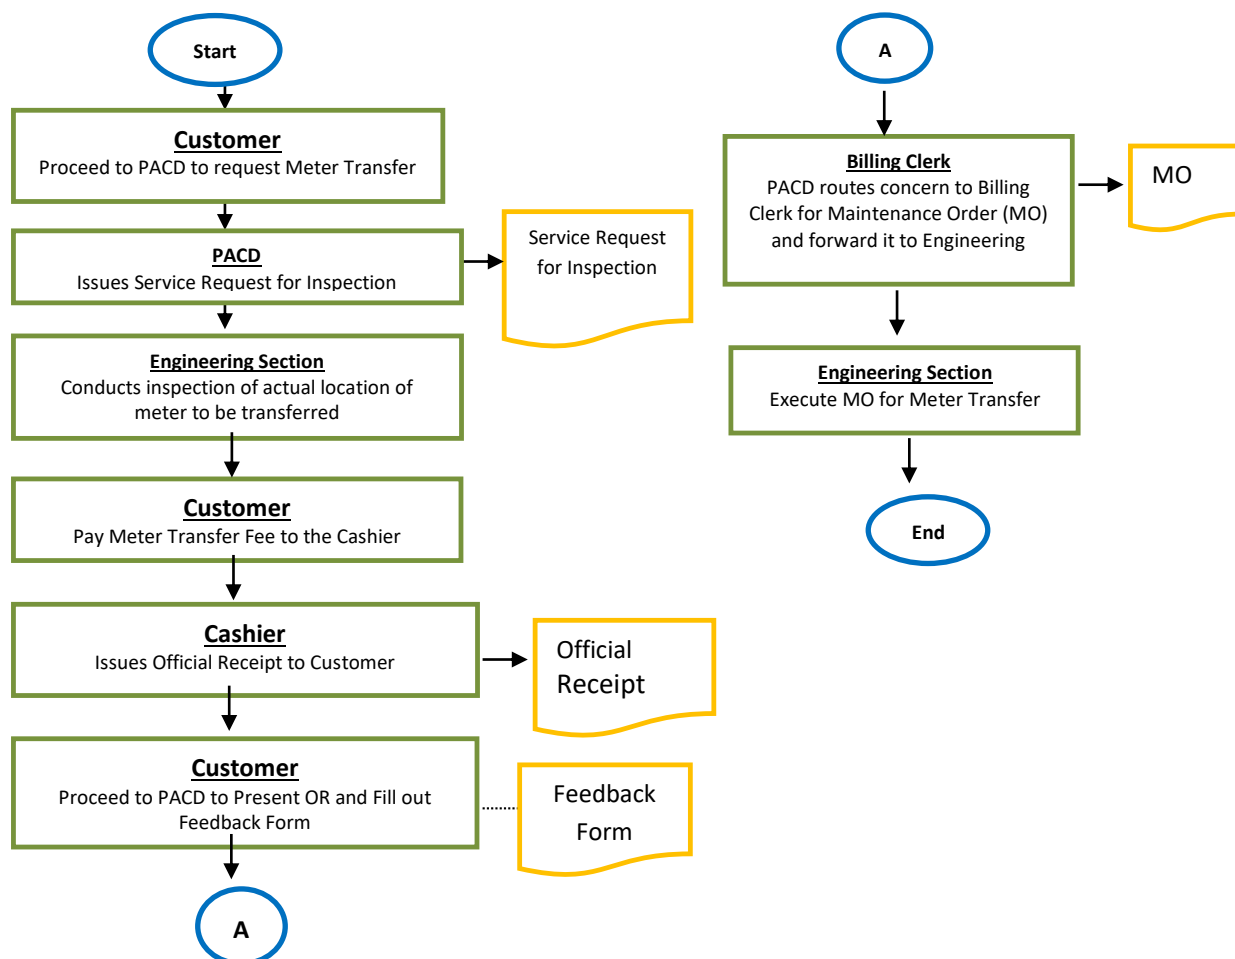 Start
Customer
Proceed to PACD to request Meter Transfer
PACD
Issues Service Request for Inspection
Service Request
for Inspection
Engineering Section
Conducts inspection of actual location of
meter to be transferred
Customer
Pay Meter Transfer Fee to the Cashier
Cashier
Issues Official Receipt to Customer
Official
Receipt
Customer
Proceed to PACD to Present OR and Fill out
Feedback Form
Feedback
Form
A
A
Billing Clerk
PACD routes concern to Billing
Clerk for Maintenance Order (MO)
and forward it to Engineering
MO
Engineering Section
Execute MO for Meter Transfer
End